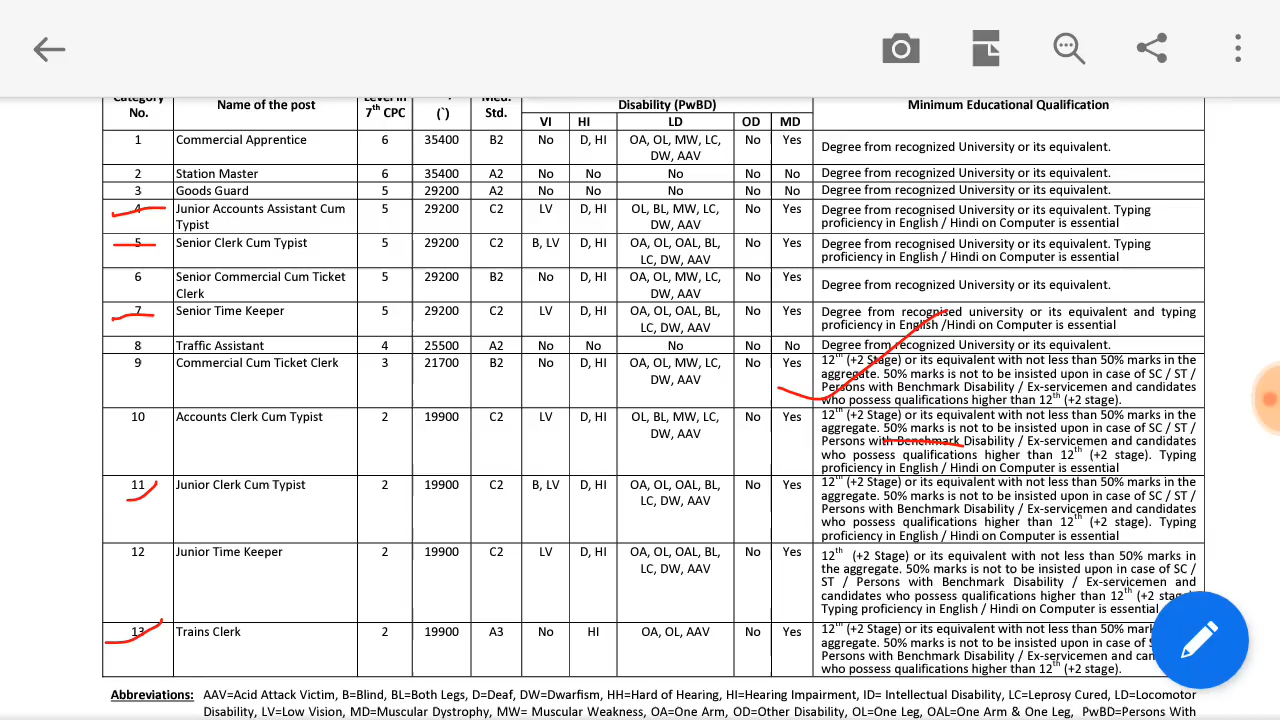 Category No. Name of the post Level in 7th CPC (`) Med. Std. Disability (PwBD) Minimum Educational Qualification
VI HI LD OD MD
1 Commercial Apprentice 6 35400 B2 No D, HI OA, OL, MW, LC, DW, AAV No Yes Degree from recognized University or its equivalent.
2 Station Master 6 35400 A2 No No No No No Degree from recognised University or its equivalent.
3 Goods Guard 5 29200 A2 No No No No No Degree from recognised University or its equivalent.
4 Junior Accounts Assistant Cum Typist 5 29200 C2 LV D, HI OL, BL, MW, LC, DW, AAV No Yes Degree from recognised University or its equivalent. Typing proficiency in English / Hindi on Computer is essential
5 Senior Clerk Cum Typist 5 29200 C2 B, LV D, HI OA, OL, OAL, BL, LC, DW, AAV No Yes Degree from recognised University or its equivalent. Typing proficiency in English / Hindi on Computer is essential
6 Senior Commercial Cum Ticket Clerk 5 29200 B2 No D, HI OA, OL, MW, LC, DW, AAV No Yes Degree from recognised University or its equivalent.
7 Senior Time Keeper 5 29200 C2 LV D, HI OA, OL, OAL, BL, LC, DW, AAV No Yes Degree from recognised university or its equivalent and typing proficiency in English /Hindi on Computer is essential
8 Traffic Assistant 4 25500 A2 No No No No No Degree from recognized University or its equivalent.
9 Commercial Cum Ticket Clerk 3 21700 B2 No D, HI OA, OL, MW, LC, DW, AAV No Yes 12th (+2 Stage) or its equivalent with not less than 50% marks in the aggregate. 50% marks is not to be insisted upon in case of SC / ST / Persons with Benchmark Disability / Ex-servicemen and candidates who possess qualifications higher than 12th (+2 stage).
10 Accounts Clerk Cum Typist 2 19900 C2 LV D, HI OL, BL, MW, LC, DW, AAV No Yes 12th (+2 Stage) or its equivalent with not less than 50% marks in the aggregate. 50% marks is not to be insisted upon in case of SC / ST / Persons with Benchmark Disability / Ex-servicemen and candidates who possess qualifications higher than 12th (+2 stage). Typing proficiency in English / Hindi on Computer is essential
11 Junior Clerk Cum Typist 2 19900 C2 B, LV D, HI OA, OL, OAL, BL, LC, DW, AAV No Yes 12th (+2 Stage) or its equivalent with not less than 50% marks in the aggregate. 50% marks is not to be insisted upon in case of SC / ST / Persons with Benchmark Disability / Ex-servicemen and candidates who possess qualifications higher than 12th (+2 stage). Typing proficiency in English / Hindi on Computer is essential
12 Junior Time Keeper 2 19900 C2 LV D, HI OA, OL, OAL, BL, LC, DW, AAV No Yes 12th (+2 Stage) or its equivalent with not less than 50% marks in the aggregate. 50% marks is not to be insisted upon in case of SC / ST / Persons with Benchmark Disability / Ex-servicemen and candidates who possess qualifications higher than 12th (+2 Typing proficiency in English / Hindi on Computer is essential
13 Trains Clerk 2 19900 A3 No HI OA, OL, AAV No Yes 12th (+2 Stage) or its equivalent with not less than 50% aggregate. 50% marks is not to be insisted upon in case of Persons with Benchmark Disability / Ex-servicemen and who possess qualifications higher than 12th (+2 stage).
Abbreviations: AAV=Acid Attack Victim, B=Blind, BL=Both Legs, D=Deaf, DW=Dwarfism, HH=Hard of Hearing, HI=Hearing Impairment, ID= Intellectual Disability, LC=Leprosy Cured, LD=Locomotor
Disability, LV=Low Vision, MD=Muscular Dystrophy, MW= Muscular Weakness, OA=One Arm, OD=Other Disability, OL=One Leg, OAL=One Arm & One Leg, PwBD=Persons With